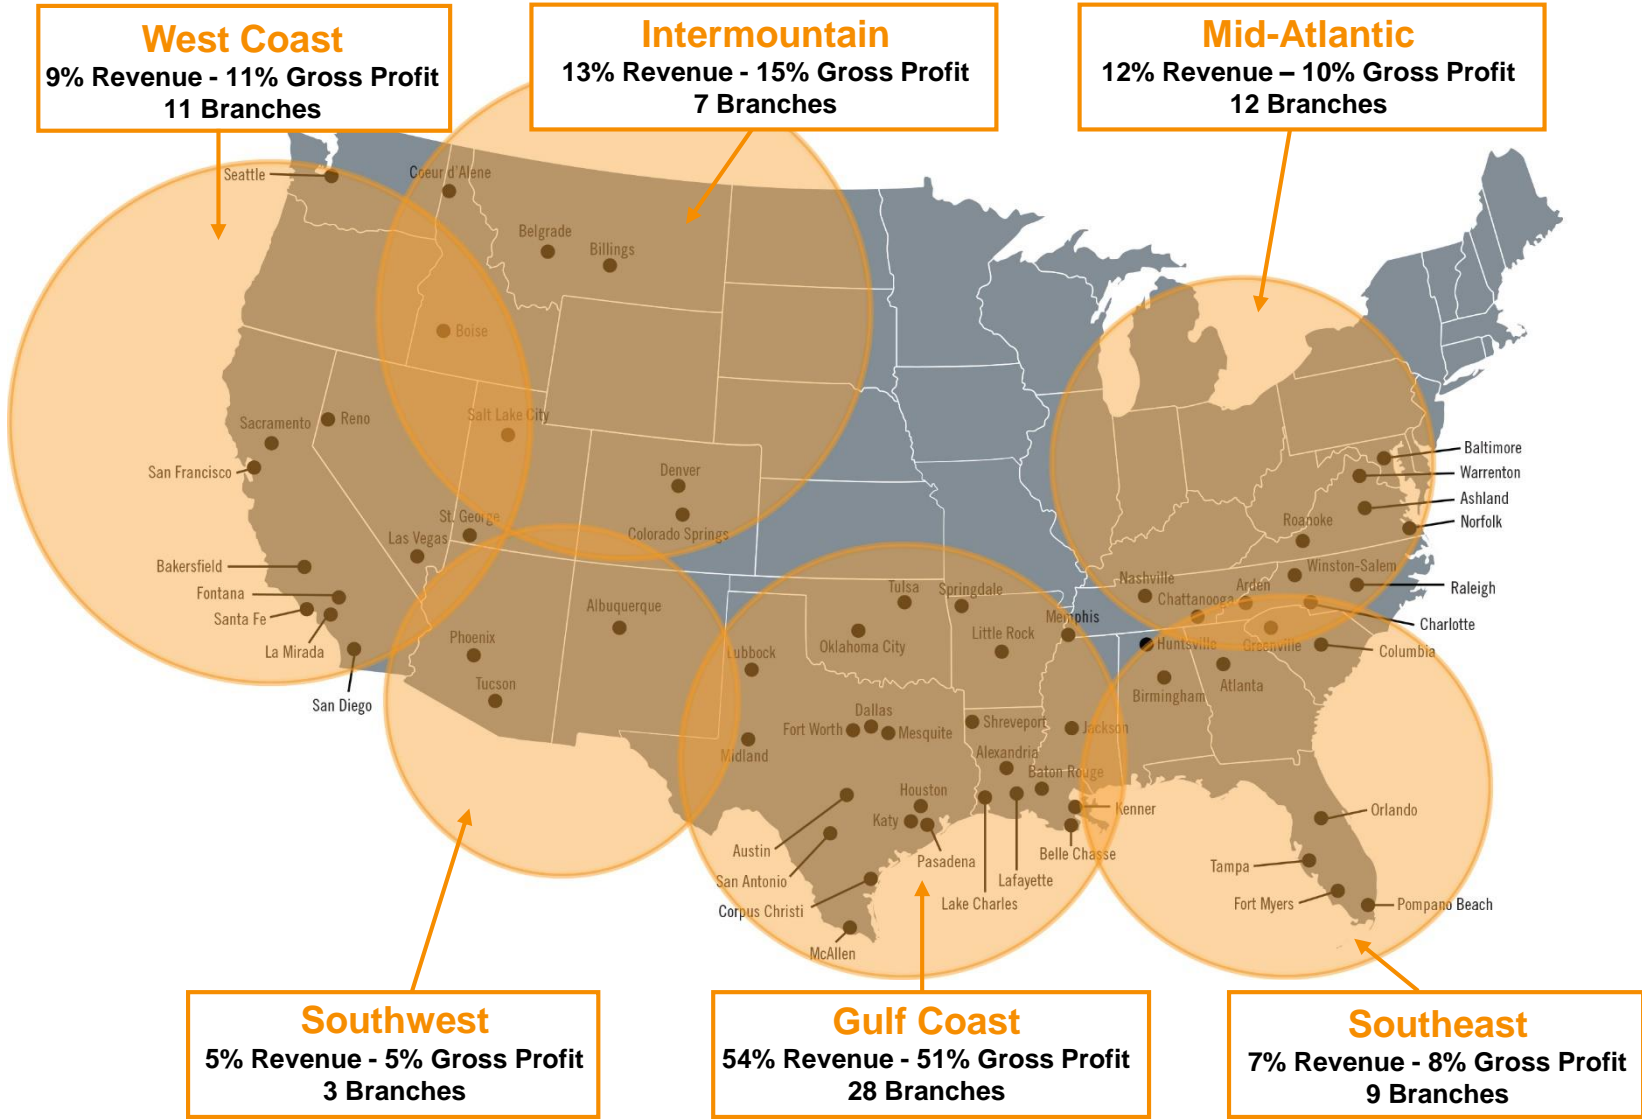 West Coast
9% Revenue - 11% Gross Profit
11 Branches
Intermountain
13% Revenue - 15% Gross Profit
7 Branches
Mid-Atlantic
12% Revenue – 10% Gross Profit
12 Branches
Seattle
Coeur d'Alene
Belgrade
Billings
Boise
Salt Lake City
Reno
Sacramento
San Francisco
Denver
Colorado Springs
St. George
Las Vegas
Bakersfield
Fontana
Santa Fe
La Mirada
San Diego
Phoenix
Tucson
Albuquerque
Baltimore
Warrenton
Ashland
Norfolk
Roanoke
Winston-Salem
Raleigh
Nashville
Arden
Chattanooga
Charlotte
Greenville
Columbia
Tulsa
Springdale
Memphis
Little Rock
Oklahoma City
Lubbock
Huntsville
Birmingham
Atlanta
Dallas
Fort Worth
Mesquite
Shreveport
Jackson
Midland
Alexandria
Baton Rouge
Houston
Katy
Kenner
Austin
Pasadena
Belle Chasse
San Antonio
Lafayette
Corpus Christi
Lake Charles
McAllen
Orlando
Tampa
Fort Myers
Pompano Beach
Southwest
5% Revenue - 5% Gross Profit
3 Branches
Gulf Coast
54% Revenue - 51% Gross Profit
28 Branches
Southeast
7% Revenue - 8% Gross Profit
9 Branches